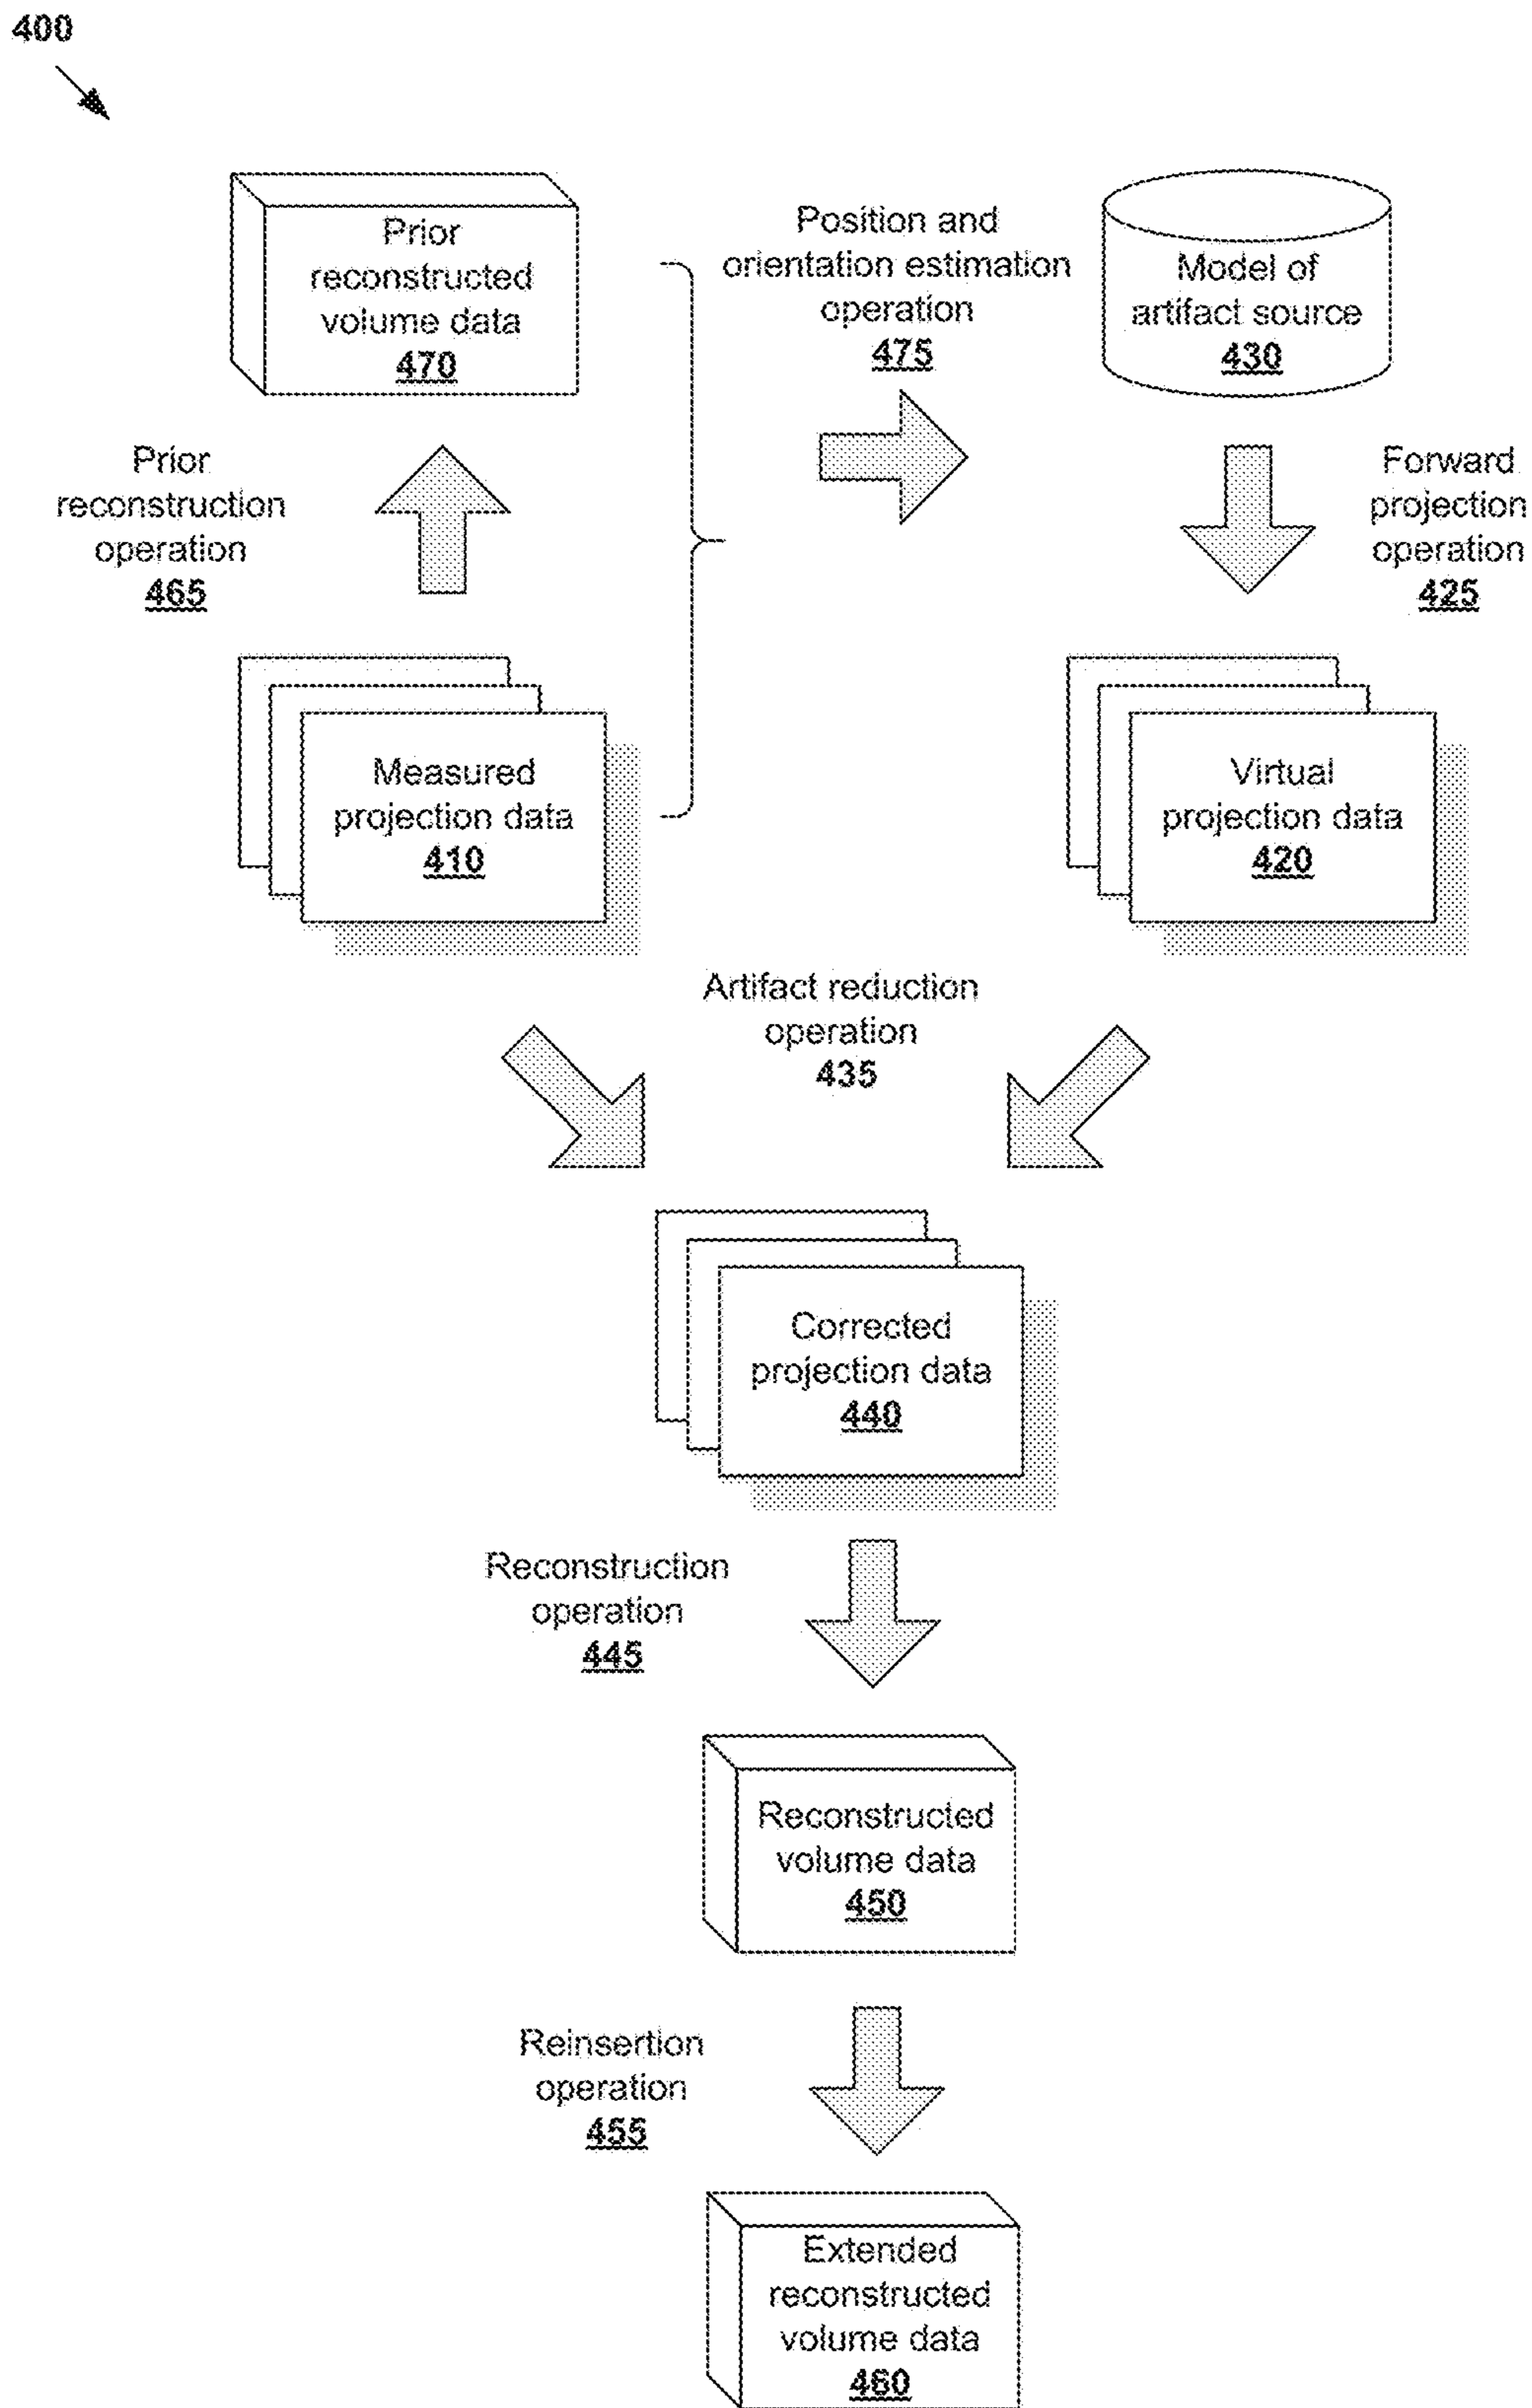 400
Prior
reconstructed
volume data
470
Position and
orientation estimation
operation
475
Model of
artifact source
430
Prior
reconstruction
operation
465
Forward
projection
operation
425
Measured
projection data
410
Virtual
projection data
420
Artifact reduction
operation
435
Corrected
projection data
440
Reconstruction
operation
445
Reconstructed
volume data
450
Reinsertion
operation
455
Extended
reconstructed
volume data
460